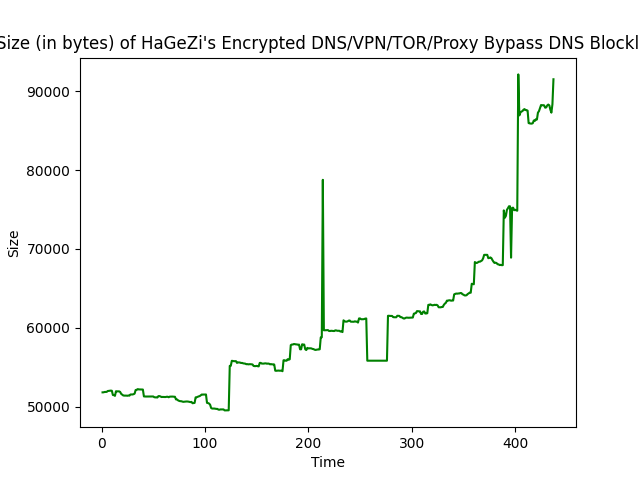 Size (in bytes) of HaGeZi's Encrypted DNS/VPN/TOR/Proxy Bypass DNS Blockl
90000
80000
70000
60000
50000
Size
0 100 200 300 400
Time